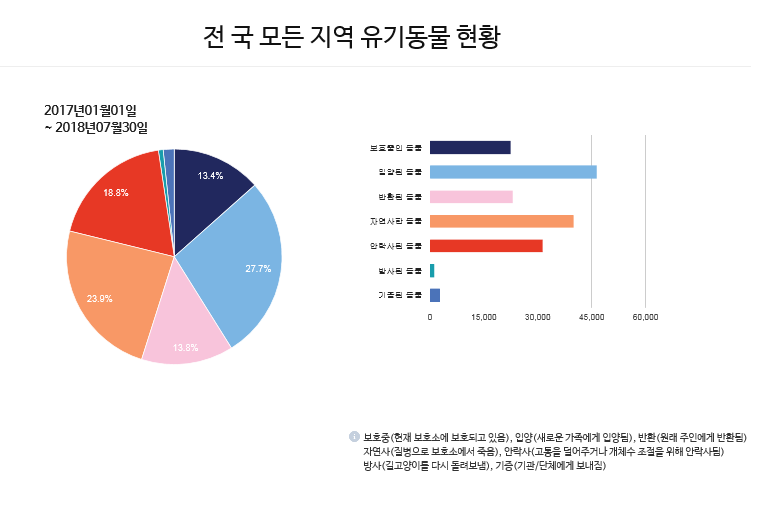 전 국 모든 지역 유기동물 현황
2017년01월01일
~ 2018년07월30일
13.4%
27.7%
13.8%
23.9%
18.8%
보호중인 동물
입양된 동물
반환된 동물
자연사한 동물
안락사된 동물
방사된 동물
기증된 동물
0 15,000 30,000 45,000 60,000
보호중(현재 보호소에 보호되고 있음), 입양(새로운 가족에게 입양됨), 반환(원래 주인에게 반환됨)
자연사(질병으로 보호소에서 죽음), 안락사(고통을 덜어주거나 개체수 조절을 위해 안락사됨)
방사(길고양이를 다시 돌려보냄), 기증(기관/단체에게 보내짐)